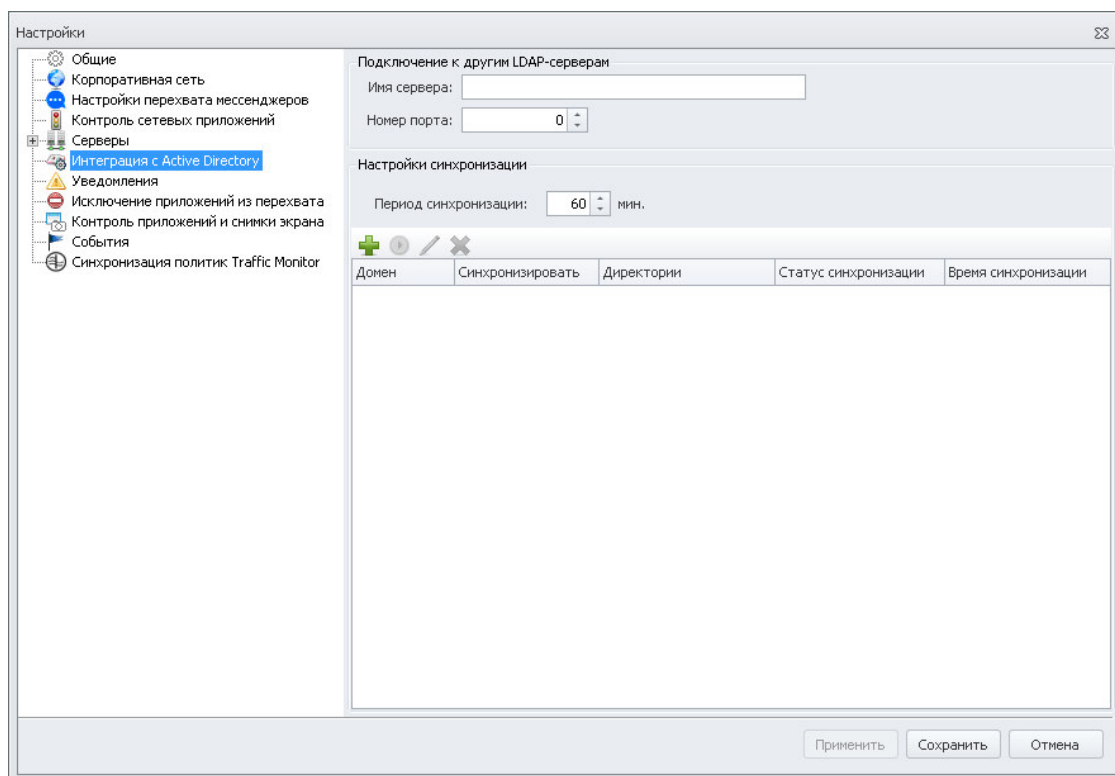 Настройки
Общие
Корпоративная сеть
Настройки перехвата мессенджеров
Контроль сетевых приложений
Серверы
Интеграция с Active Directory
Уведомления
Исключение приложений из перехвата
Контроль приложений и снимки экрана
События
Синхронизация политик Traffic Monitor
Подключение к другим LDAP-серверам
Имя сервера:
Номер порта: 0
Настройки синхронизации
Период синхронизации: 60 мин.
Домен Синхронизировать Директории Статус синхронизации Время синхронизации
Применить Сохранить Отмена